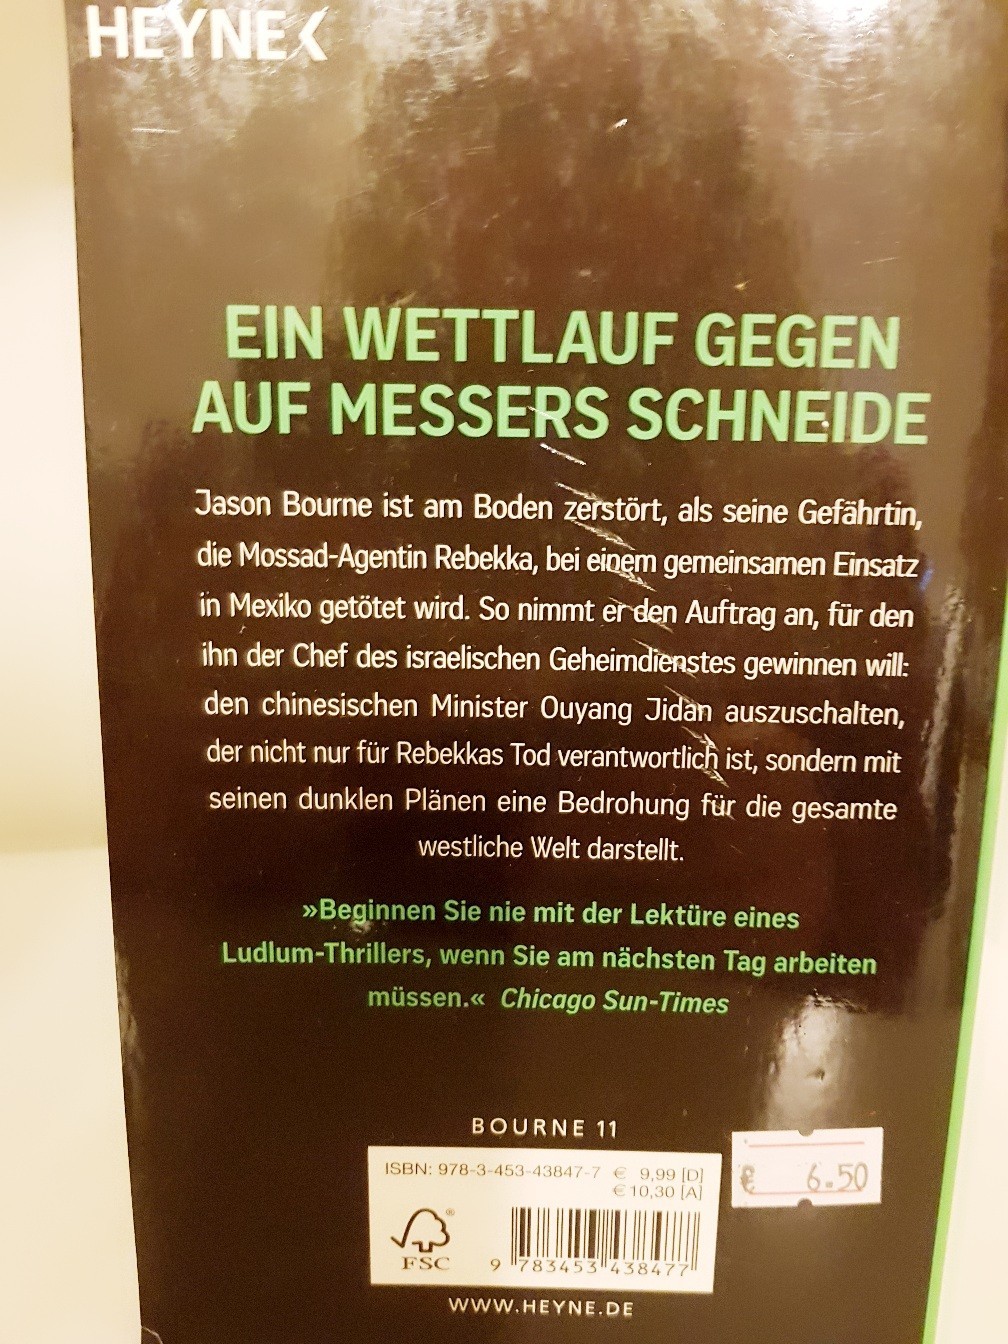 HEYNE
EIN WETTLAUF GEGEN
AUF MESSERS SCHNEIDE
Jason Bourne ist am Boden zerstört, als seine Gefährtin,
die Mossad-Agentin Rebekka, bei einem gemeinsamen Einsatz
in Mexiko getötet wird. So nimmt er den Auftrag an, für den
ihn der Chef des israelischen Geheimdienstes gewinnen will:
den chinesischen Minister Ouyang Jidan auszuschalten,
der nicht nur für Rebekkas Tod verantwortlich ist, sondern mit
seinen dunklen Plänen eine Bedrohung für die gesamte
westliche Welt darstellt.
»Beginnen Sie nie mit der Lektüre eines
Ludlum-Thrillers, wenn Sie am nächsten Tag arbeiten
müssen.« Chicago Sun-Times
BOURNE 11
ISBN: 978-3-453-43847-7 € 9,99 [D]
€ 10,30 [A]
€ 6.50
FSC®
9 783453 438477
WWW.HEYNE.DE